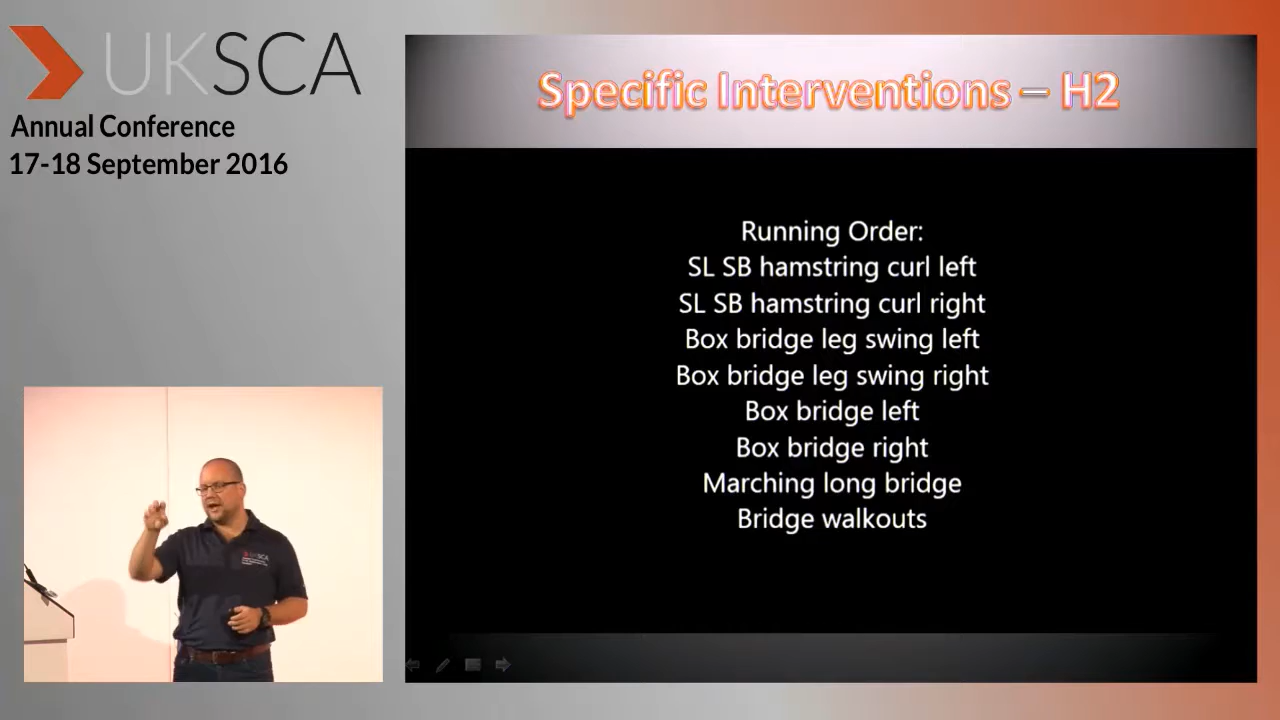 UKSCA
Annual Conference
17-18 September 2016
Specific Interventions – H2
Running Order:
SL SB hamstring curl left
SL SB hamstring curl right
Box bridge leg swing left
Box bridge leg swing right
Box bridge left
Box bridge right
Marching long bridge
Bridge walkouts
UKSCA